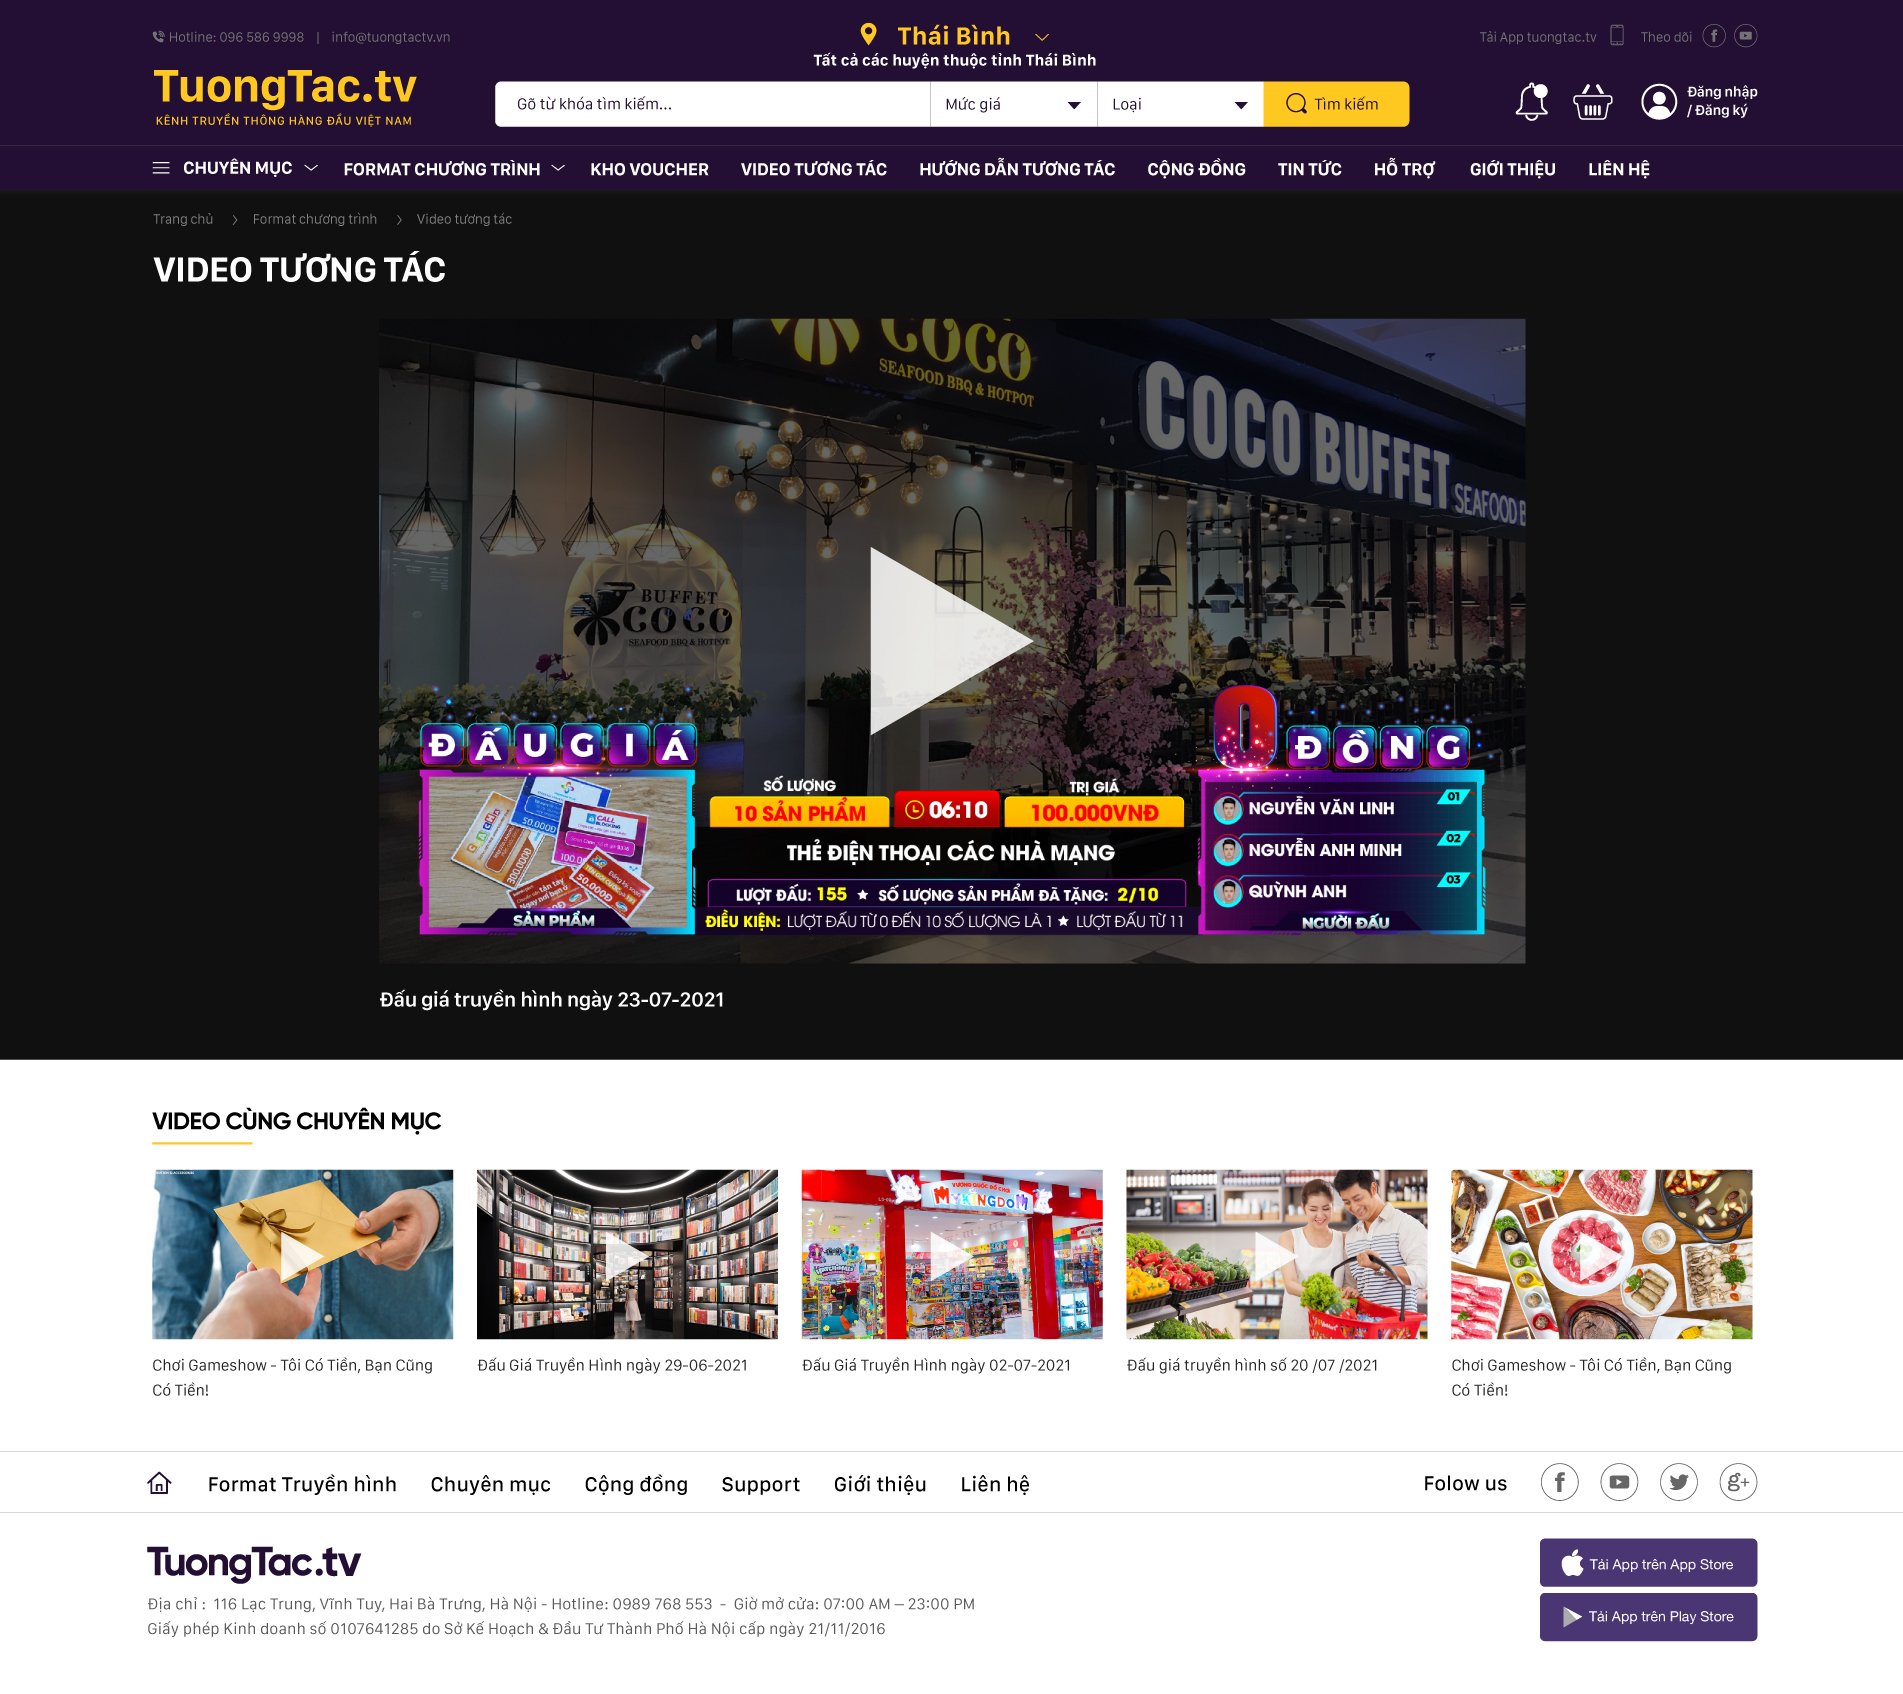 Hotline: 096 586 9998 | info@tuongtactv.vn
Thái Bình
Tất cả các huyện thuộc tỉnh Thái Bình
Tải App tuongtac.tv
Theo dõi
TuongTac.tv
KÊNH TRUYỀN THÔNG HÀNG ĐẦU VIỆT NAM
Gõ từ khóa tìm kiếm...
Mức giá
Loại
Tìm kiếm
Đăng nhập
/ Đăng ký
CHUYÊN MỤC
FORMAT CHƯƠNG TRÌNH
KHO VOUCHER
VIDEO TƯƠNG TÁC
HƯỚNG DẪN TƯƠNG TÁC
CỘNG ĐỒNG
TIN TỨC
HỖ TRỢ
GIỚI THIỆU
LIÊN HỆ
Trang chủ
Format chương trình
Video tương tác
VIDEO TƯƠNG TÁC
COCO
SEAFOOD BBQ & HOTPOT
COCO BUFFET
SEAFOOD
BUFFET
COCO
SEAFOOD BBQ & HOTPOT
ĐẤU GIÁ
0 ĐỒNG
SỐ LƯỢNG
10 SẢN PHẨM
06:10
TRỊ GIÁ
100.000VNĐ
THẺ ĐIỆN THOẠI CÁC NHÀ MẠNG
LƯỢT ĐẤU: 155 ★ SỐ LƯỢNG SẢN PHẨM ĐÃ TẶNG: 2/10
ĐIỀU KIỆN: LƯỢT ĐẤU TỪ 0 ĐẾN 10 SỐ LƯỢNG LÀ 1 ★ LƯỢT ĐẤU TỪ 11
CALL
BLOCKING
50.000Đ
300.000Đ
50.000Đ
SẢN PHẨM
01
NGUYỄN VĂN LINH
02
NGUYỄN ANH MINH
03
QUỲNH ANH
NGƯỜI ĐẤU
Đấu giá truyền hình ngày 23-07-2021
VIDEO CÙNG CHUYÊN MỤC
VƯƠNG QUỐC ĐỒ CHƠI
MYKINGDOM
Chơi Gameshow - Tôi Có Tiền, Bạn Cũng
Có Tiền!
Đấu Giá Truyền Hình ngày 29-06-2021
Đấu Giá Truyền Hình ngày 02-07-2021
Đấu giá truyền hình số 20 /07 /2021
Chơi Gameshow - Tôi Có Tiền, Bạn Cũng
Có Tiền!
Format Truyền hình
Chuyên mục
Cộng đồng
Support
Giới thiệu
Liên hệ
Folow us
TuongTac.tv
Địa chỉ : 116 Lạc Trung, Vĩnh Tuy, Hai Bà Trưng, Hà Nội - Hotline: 0989 768 553 - Giờ mở cửa: 07:00 AM – 23:00 PM
Giấy phép Kinh doanh số 0107641285 do Sở Kế Hoạch & Đầu Tư Thành Phố Hà Nội cấp ngày 21/11/2016
Tải App trên App Store
Tải App trên Play Store